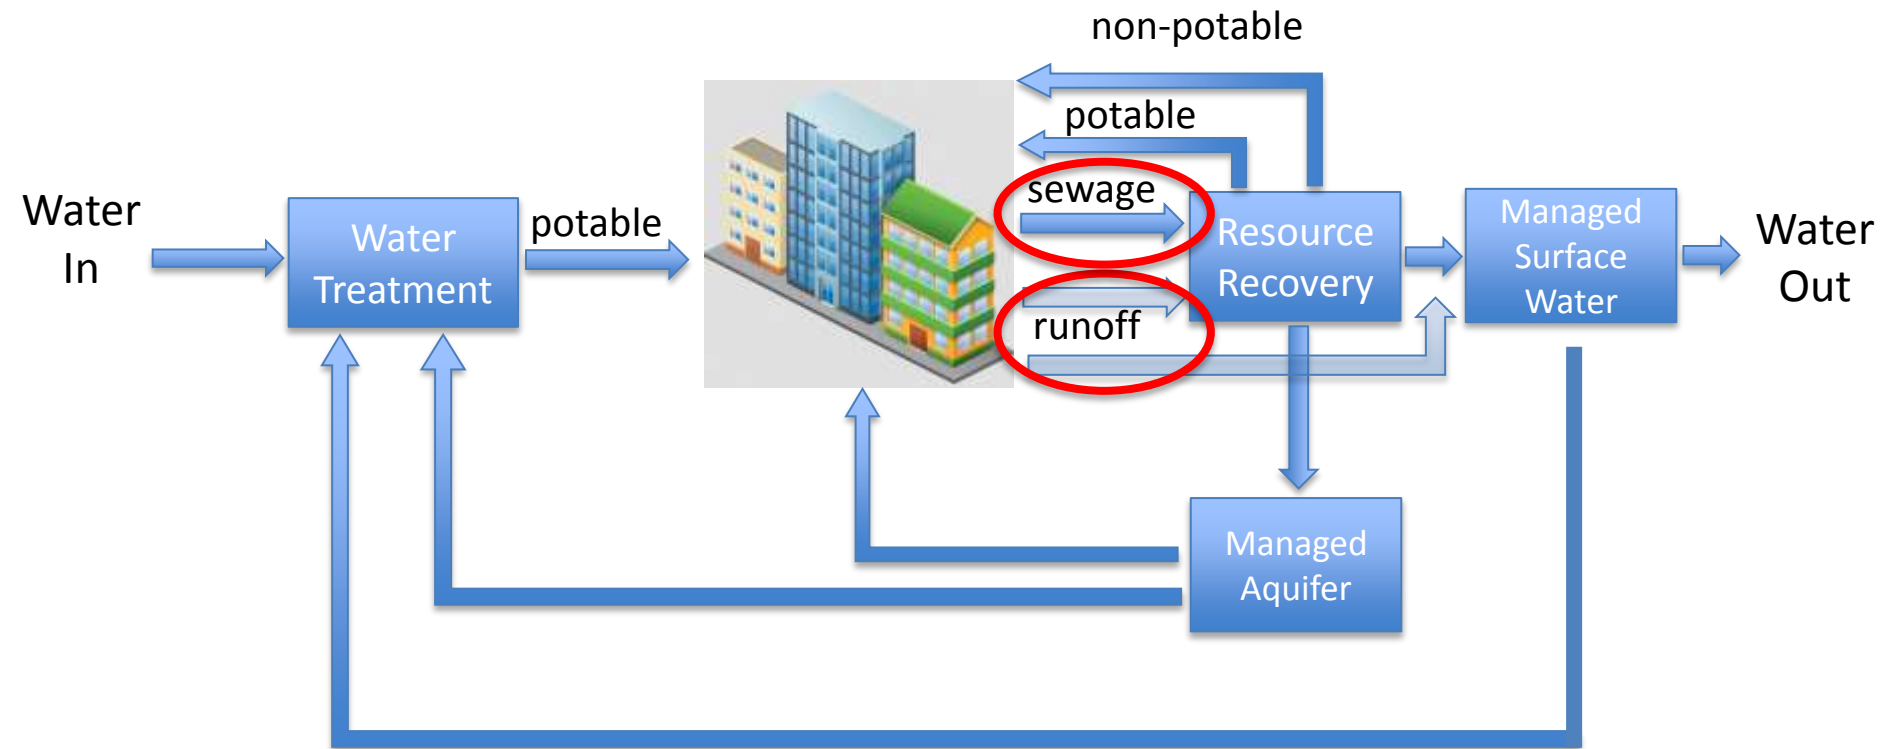 non-potable
potable
sewage
Water
In
Water
Treatment
potable
Resource
Recovery
Managed
Surface
Water
Water
Out
runoff
Managed
Aquifer